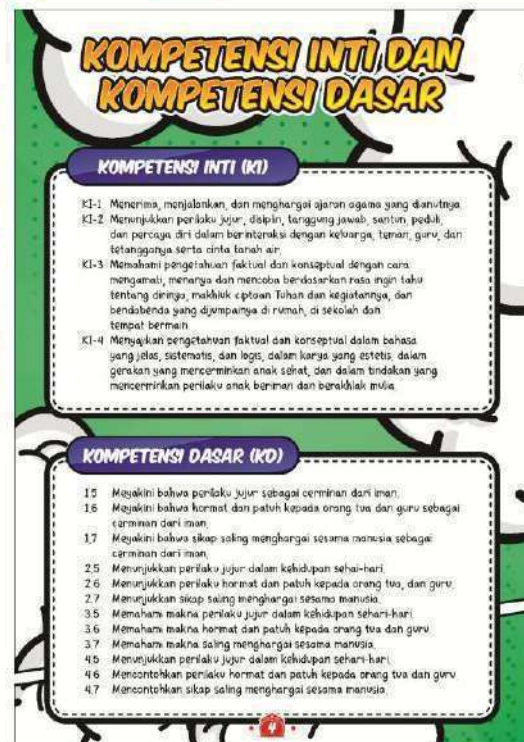 KOMPETENSI INTI DAN
KOMPETENSI DASAR
KOMPETENSI INTI (KI)
KI-1 Menerima, menjalankan, dan menghargai ajaran agama yang dianutnya
KI-2 Menunjukkan perilaku jujur, disiplin, tanggung jawab, santun, peduli,
dan percaya diri dalam berinteraksi dengan keluarga, teman, guru, dan
tetangganya serta cinta tanah air.
KI-3 Memahami pengetahuan faktual dan konseptual dengan cara
mengamati, menanya dan mencoba berdasarkan rasa ingin tahu
tentang dirinya, makhluk ciptaan Tuhan dan kegiatannya, dan
bendabenda yang dijumpainya di rumah, di sekolah dan
tempat bermain
KI-4 Menyajikan pengetahuan faktual dan konseptual dalam bahasa
yang jelas, sistematis, dan logis, dalam karya yang estetis, dalam
gerakan yang mencerminkan anak sehat, dan dalam tindakan yang
mencerminkan perilaku anak beriman dan berakhlak mulia
KOMPETENSI DASAR (KD)
1.5 Meyakini bahwa perilaku jujur sebagai cerminan dari iman.
1.6 Meyakini bahwa hormat dan patuh kepada orang tua dan guru sebagai
cerminan dari iman.
1.7 Meyakini bahwa sikap saling menghargai sesama manusia sebagai
cerminan dari iman.
2.5 Menunjukkan perilaku jujur dalam kehidupan sehai-hari.
2.6 Menunjukkan perilaku hormat dan patuh kepada orang tua, dan guru.
2.7 Menunjukkan sikap saling menghargai sesama manusia.
3.5 Memahami makna perilaku jujur dalam kehidupan sehari-hari.
3.6 Memahami makna hormat dan patuh kepada orang tua dan guru.
3.7 Memahami makna saling menghargai sesama manusia.
4.5 Menunjukkan perilaku jujur dalam kehidupan sehari-hari.
4.6 Mencontohkan perilaku hormat dan patuh kepada orang tua dan guru
4.7 Mencontohkan sikap saling menghargai sesama manusia.
4